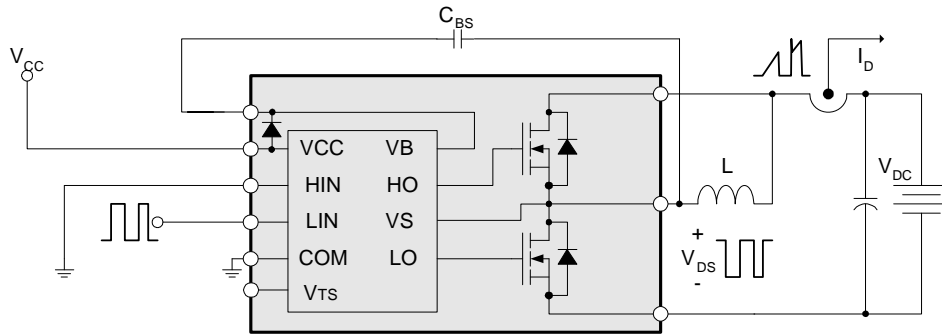 C_BS
V_CC
I_D
VCC VB
HIN HO
LIN VS
COM LO
V_TS
L
V_DC
+
V_DS
-